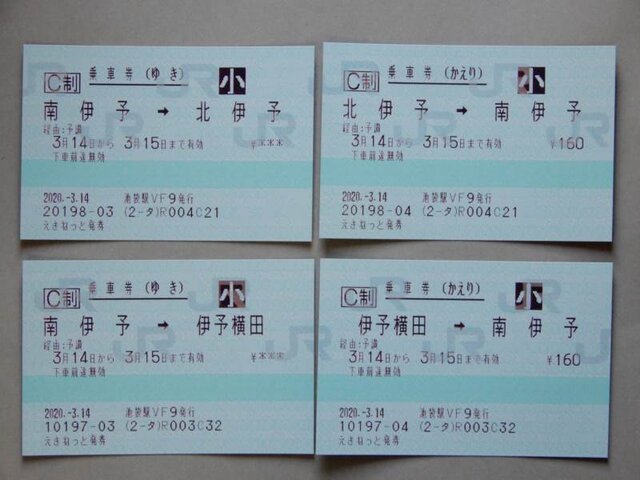 C制 乗車券 (ゆき) 小
南伊予 → 北伊予
経由:予讃
3月14日から 3月15日まで有効 ¥***
下車前途無効
2020.-3.14 池袋駅VF9発行
20198-03 (2-タ)R004C21
えきねっと発券
C制 乗車券 (かえり) 小
北伊予 → 南伊予
経由:予讃
3月14日から 3月15日まで有効 ¥160
下車前途無効
2020.-3.14 池袋駅VF9発行
20198-04 (2-タ)R004C21
えきねっと発券
C制 乗車券 (ゆき) 小
南伊予 → 伊予横田
経由:予讃
3月14日から 3月15日まで有効 ¥***
下車前途無効
2020.-3.14 池袋駅VF9発行
10197-03 (2-タ)R003C32
えきねっと発券
C制 乗車券 (かえり) 小
伊予横田 → 南伊予
経由:予讃
3月14日から 3月15日まで有効 ¥160
下車前途無効
2020.-3.14 池袋駅VF9発行
10197-04 (2-タ)R003C32
えきねっと発券